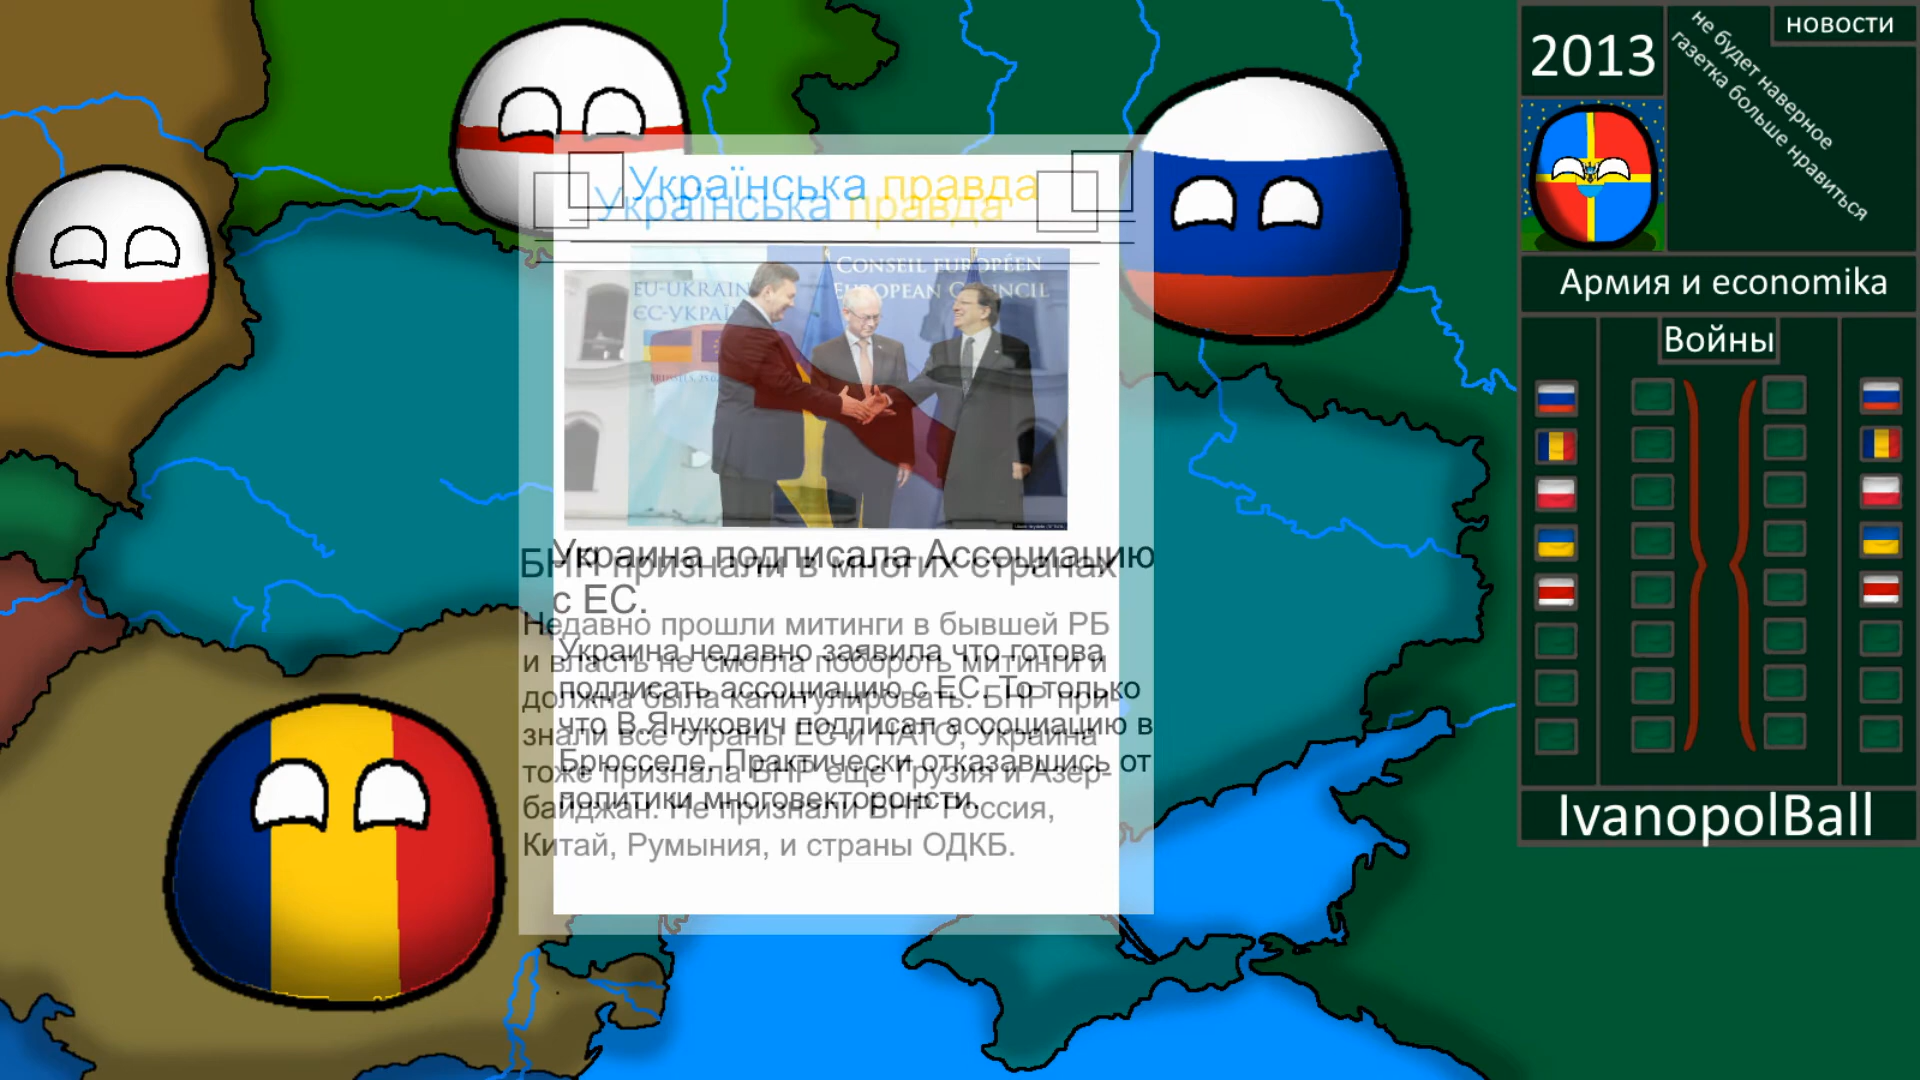 Українська правда
Українська правда
CONSEIL EUROPÉEN
EUROPEAN COUNCIL
EU-UKRAIN
ЄС-УКРАЇ
Украина подписала Ассоциацию
с ЕС.
Украина недавно заявила что готова
подписать ассоциацию с ЕС. То только
что В.Янукович подписал ассоциацию в
Брюсселе. Практически отказавшись от
политики многовекторонсти.
БНР признали в многих странах
Недавно прошли митинги в бывшей РБ
и власть не смогла побороть митинги и
должна была капитулировать. БНР при-
знали все страны ЕС и НАТО, Украина
тоже признала БНР еще Грузия и Азер-
байджан. Не признали БНР Россия,
Китай, Румыния, и страны ОДКБ.
2013
не будет наверное
газетка больше нравиться
новости
Армия и economika
Войны
IvanopolBall